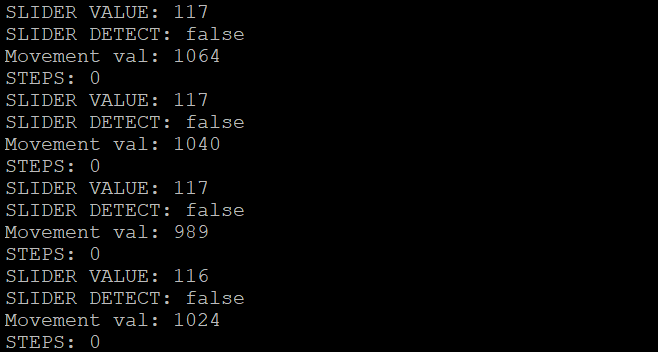 SLIDER VALUE: 117
SLIDER DETECT: false
Movement val: 1064
STEPS: 0
SLIDER VALUE: 117
SLIDER DETECT: false
Movement val: 1040
STEPS: 0
SLIDER VALUE: 117
SLIDER DETECT: false
Movement val: 989
STEPS: 0
SLIDER VALUE: 116
SLIDER DETECT: false
Movement val: 1024
STEPS: 0